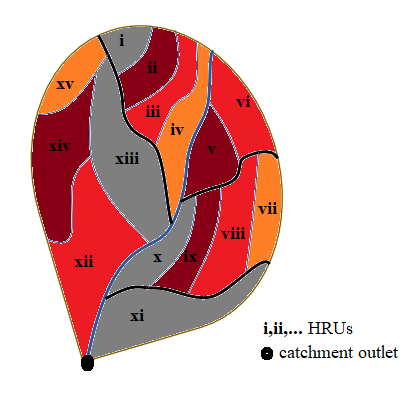 i
ii
xv
vi
iii
iv
xiv
v
xiii
vii
viii
x
ix
xii
xi
i,ii,... HRUs
catchment outlet